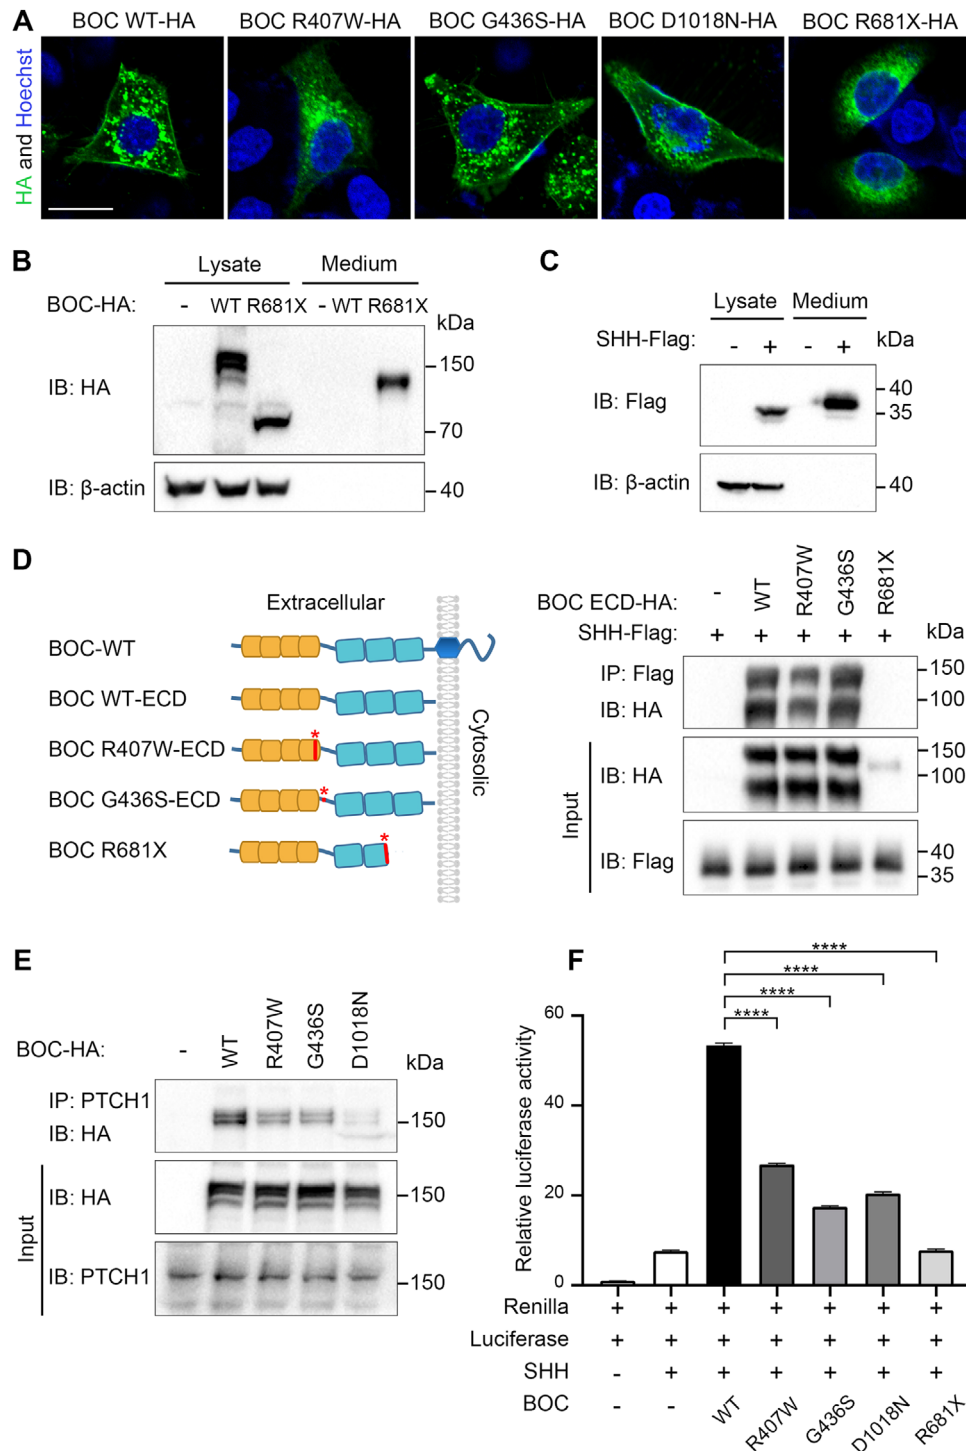 A
BOC WT-HA BOC R407W-HA BOC G436S-HA BOC D1018N-HA BOC R681X-HA
HA and Hoechst
B
Lysate Medium
BOC-HA: - WT R681X - WT R681X
kDa
IB: HA
150
70
IB: β-actin
40
C
Lysate Medium
SHH-Flag: - + - + kDa
IB: Flag
40
35
IB: β-actin
40
D
Extracellular
BOC-WT
BOC WT-ECD
BOC R407W-ECD
*
BOC G436S-ECD
*
BOC R681X
*
Cytosolic
BOC ECD-HA: - WT R407W G436S R681X
SHH-Flag: + + + + +
kDa
IP: Flag
IB: HA
150
100
Input
IB: HA
150
100
IB: Flag
40
35
E
BOC-HA: - WT R407W G436S D1018N
kDa
IP: PTCH1
IB: HA
150
Input
IB: HA
150
IB: PTCH1
150
F
****
****
****
****
Relative luciferase activity
60
40
20
0
Renilla + + + + + + +
Luciferase + + + + + + +
SHH - + + + + + +
BOC - - WT R407W G436S D1018N R681X